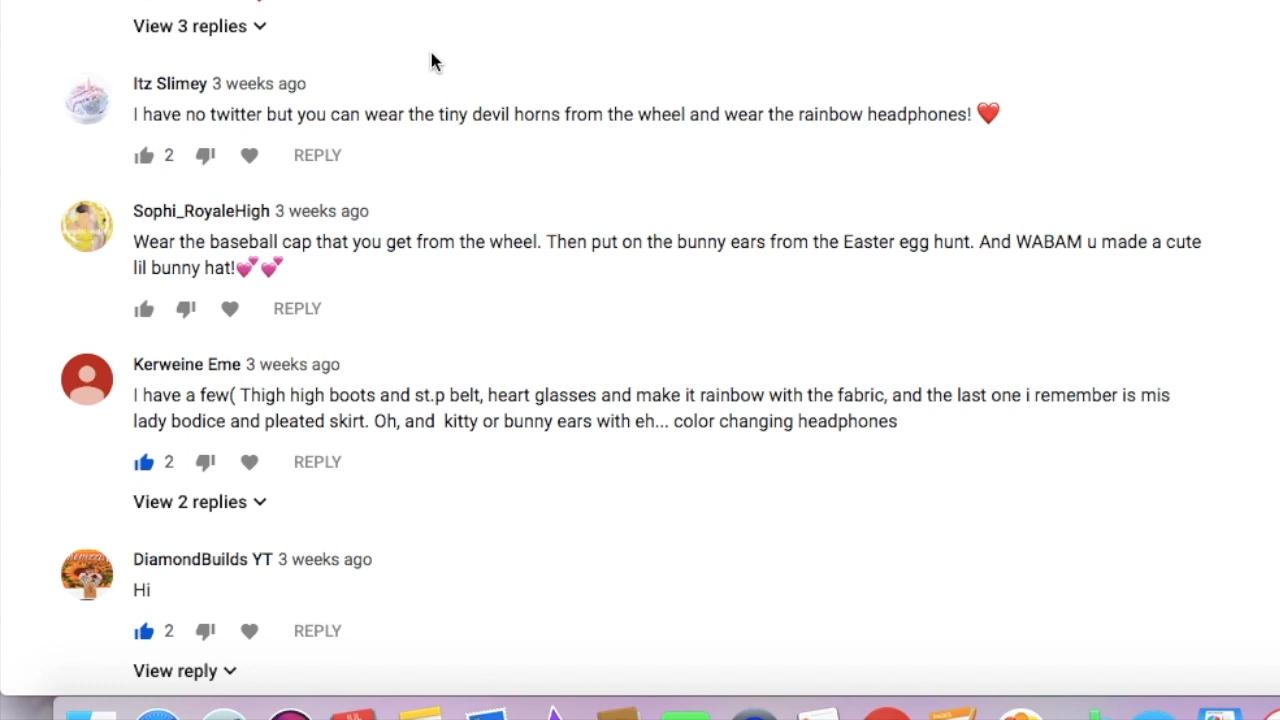 View 3 replies
Itz Slimey 3 weeks ago
I have no twitter but you can wear the tiny devil horns from the wheel and wear the rainbow headphones! ❤️
2 REPLY
Sophi_RoyaleHigh 3 weeks ago
Wear the baseball cap that you get from the wheel. Then put on the bunny ears from the Easter egg hunt. And WABAM u made a cute
lil bunny hat!💕💕
REPLY
Kerweine Eme 3 weeks ago
I have a few( Thigh high boots and st.p belt, heart glasses and make it rainbow with the fabric, and the last one i remember is mis
lady bodice and pleated skirt. Oh, and  kitty or bunny ears with eh... color changing headphones
2 REPLY
View 2 replies
DiamondBuilds YT 3 weeks ago
Hi
2 REPLY
View reply
JUL
PAGES